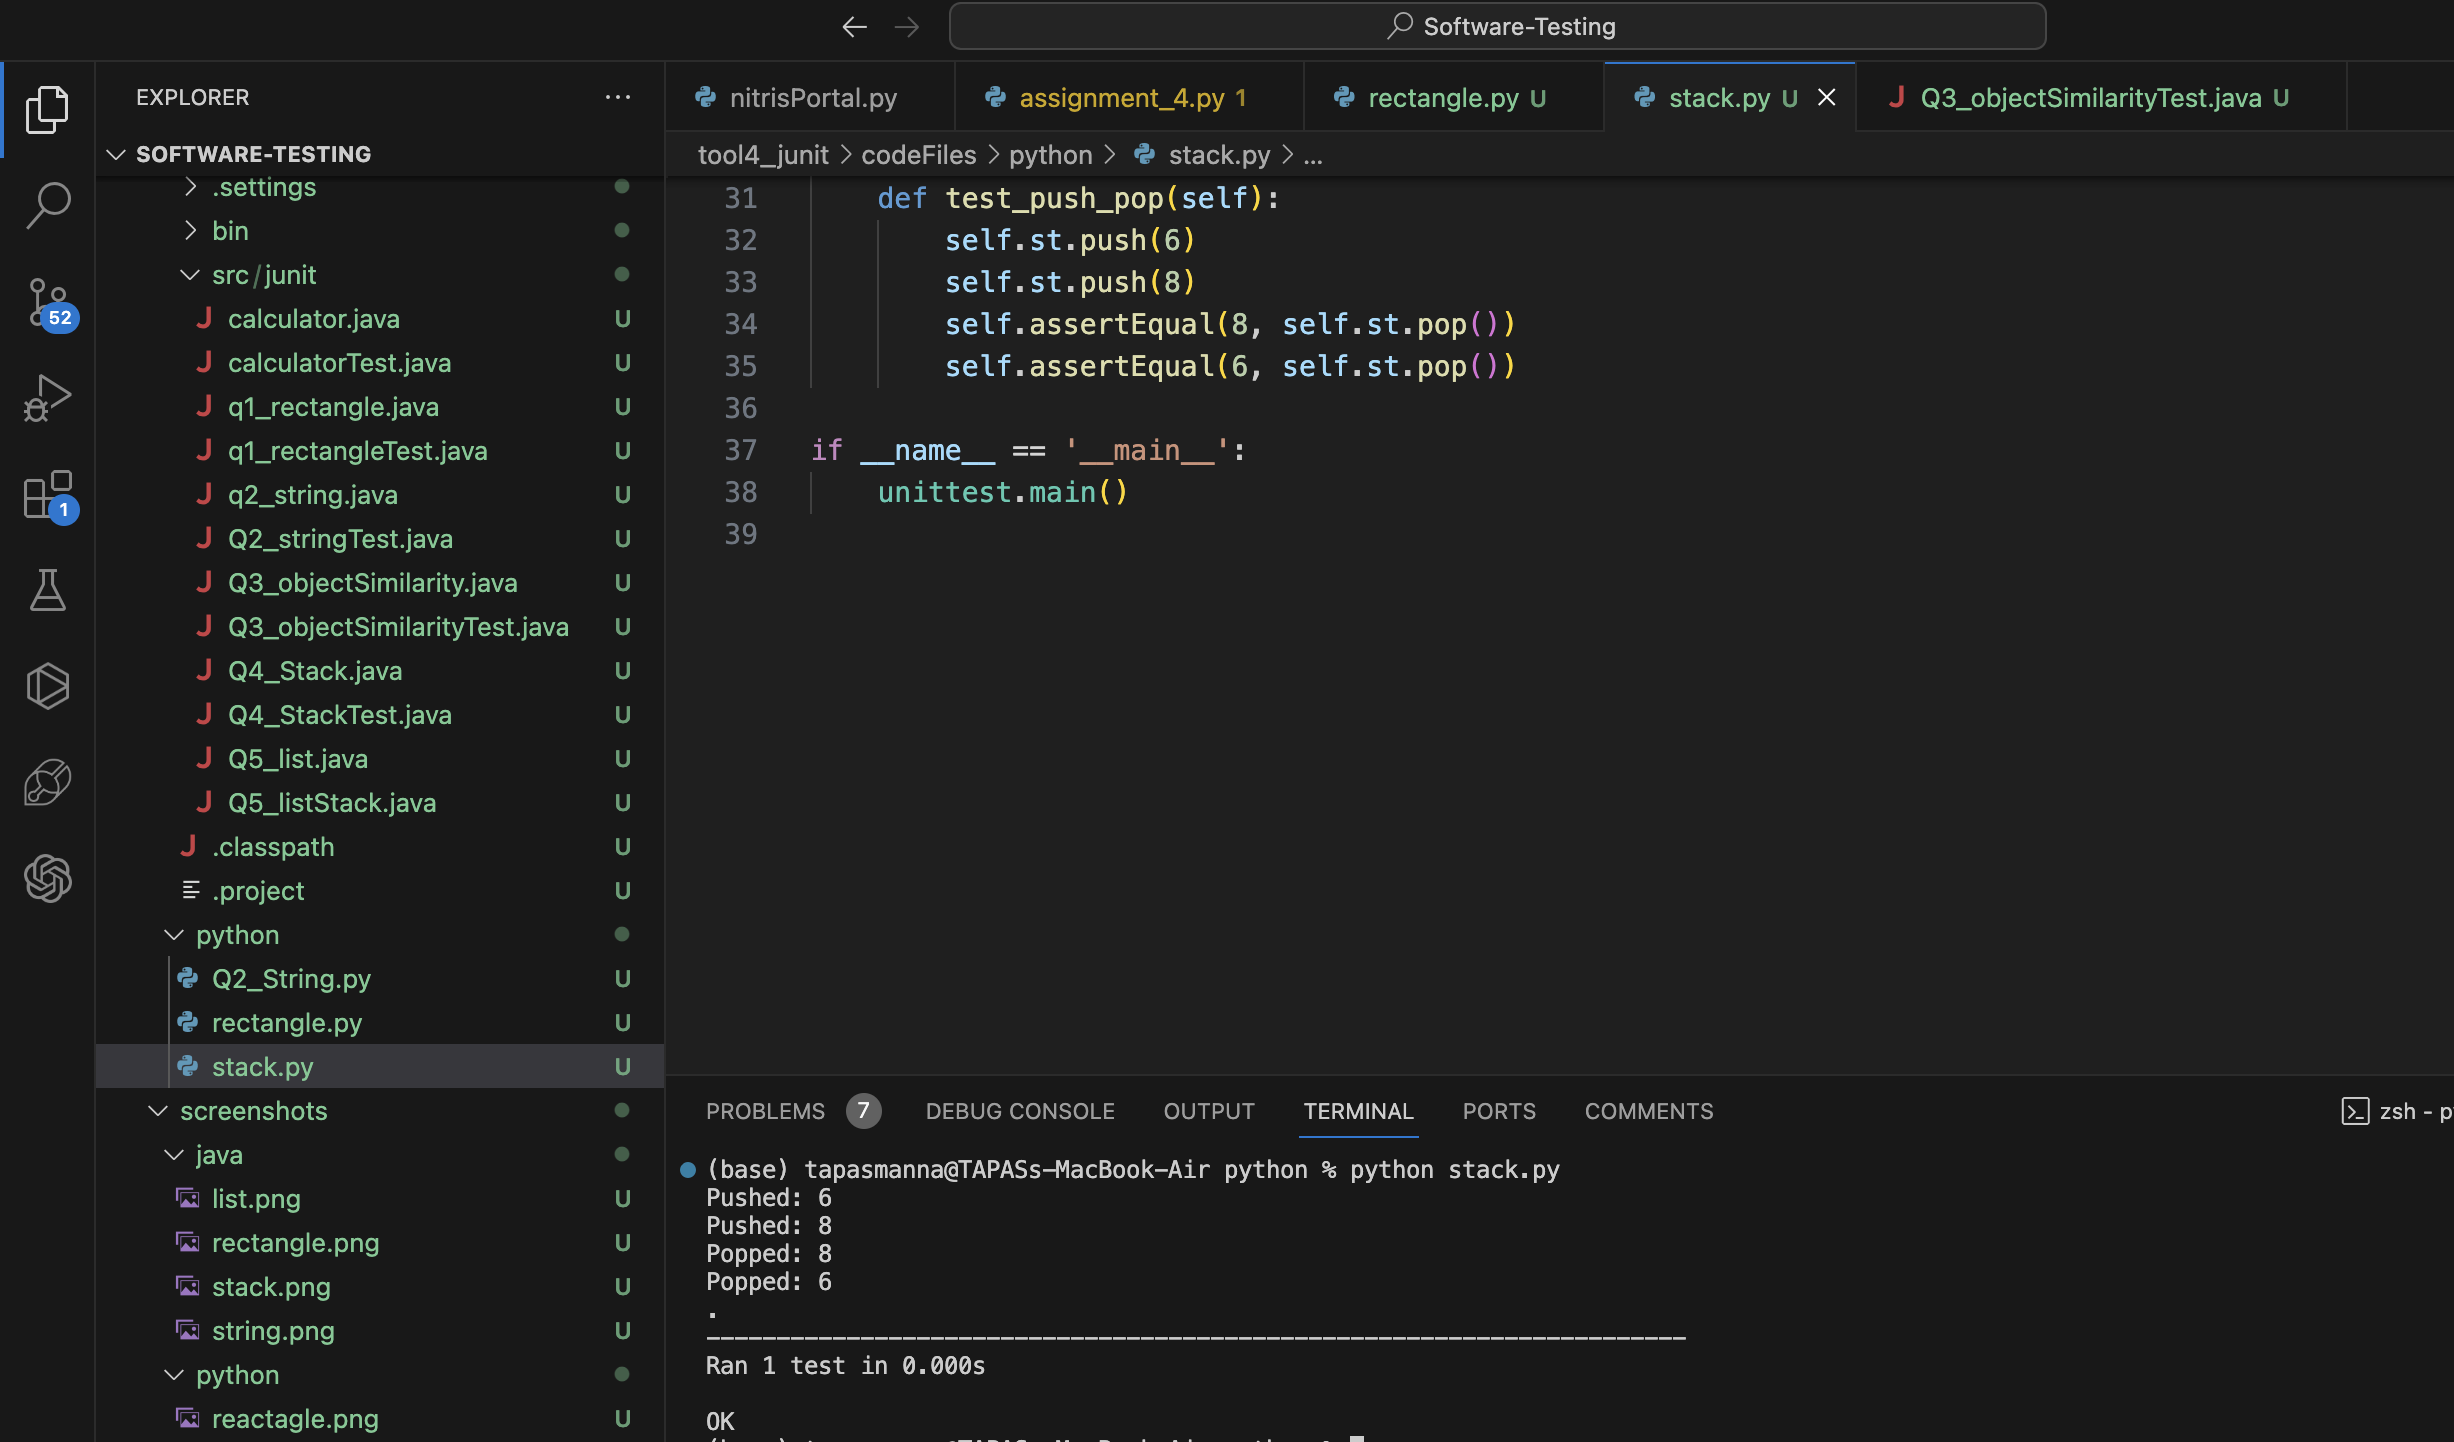 Software-Testing
EXPLORER
SOFTWARE-TESTING
.settings
bin
src/junit
calculator.java U
calculatorTest.java U
q1_rectangle.java U
q1_rectangleTest.java U
q2_string.java U
Q2_stringTest.java U
Q3_objectSimilarity.java U
Q3_objectSimilarityTest.java U
Q4_Stack.java U
Q4_StackTest.java U
Q5_list.java U
Q5_listStack.java U
.classpath U
.project U
python
Q2_String.py U
rectangle.py U
stack.py U
screenshots
java
list.png U
rectangle.png U
stack.png U
string.png U
python
reactagle.png U
52
1
nitrisPortal.py
assignment_4.py 1
rectangle.py U
stack.py U
Q3_objectSimilarityTest.java U
tool4_junit > codeFiles > python > stack.py > ...
31 def test_push_pop(self):
32 self.st.push(6)
33 self.st.push(8)
34 self.assertEqual(8, self.st.pop())
35 self.assertEqual(6, self.st.pop())
36
37 if __name__ == '__main__':
38 unittest.main()
39
PROBLEMS 7 DEBUG CONSOLE OUTPUT TERMINAL PORTS COMMENTS zsh -
(base) tapasmanna@TAPASs-MacBook-Air python % python stack.py
Pushed: 6
Pushed: 8
Popped: 8
Popped: 6
.
----------------------------------------------------------------------
Ran 1 test in 0.000s
OK